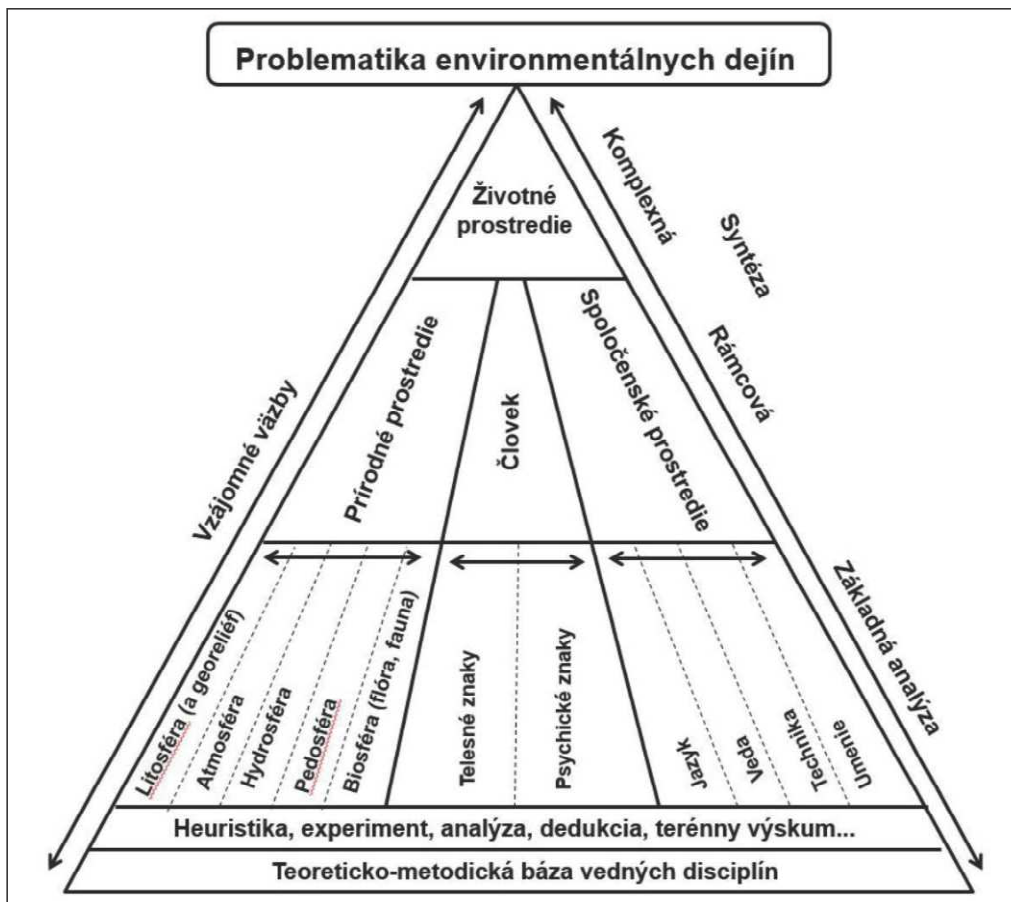 Problematika environmentálnych dejín
Životné
prostredie
Komplexná
Syntéza
Rámcová
Základná analýza
Vzájomné väzby
Prírodné prostredie
Človek
Spoločenské prostredie
Litosféra (a georeliéf)
Atmosféra
Hydrosféra
Pedosféra
Biosféra (flóra, fauna)
Telesné znaky
Psychické znaky
Jazyk
Veda
Technika
Umenie
Heuristika, experiment, analýza, dedukcia, terénny výskum...
Teoreticko-metodická báza vedných disciplín